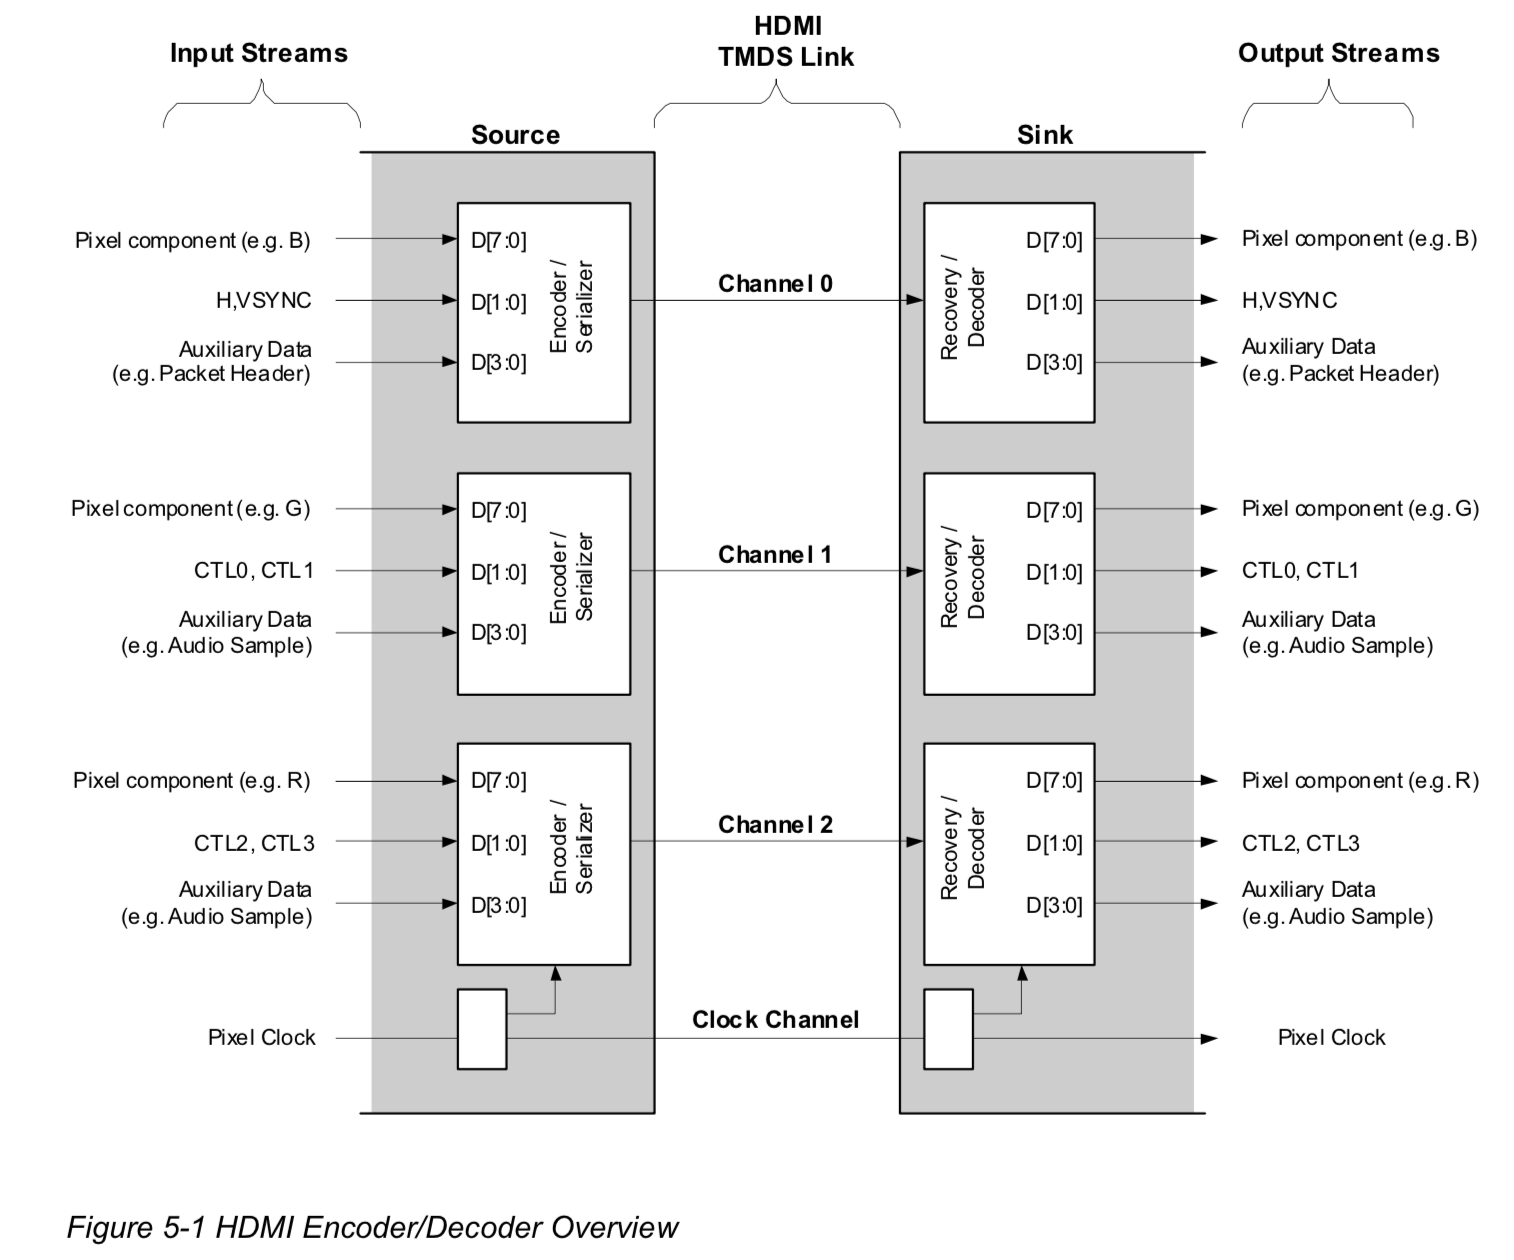 HDMI
TMDS Link
Input Streams
Output Streams
Source
Sink
Pixel component (e.g. B)
H,VSYNC
Auxiliary Data
(e.g. Packet Header)
D[7:0]
D[1:0]
D[3:0]
Encoder /
Serializer
Channel 0
Recovery /
Decoder
D[7:0]
D[1:0]
D[3:0]
Pixel component (e.g. B)
H,VSYNC
Auxiliary Data
(e.g. Packet Header)
Pixel component (e.g. G)
CTL0, CTL1
Auxiliary Data
(e.g. Audio Sample)
D[7:0]
D[1:0]
D[3:0]
Encoder /
Serializer
Channel 1
Recovery /
Decoder
D[7:0]
D[1:0]
D[3:0]
Pixel component (e.g. G)
CTL0, CTL1
Auxiliary Data
(e.g. Audio Sample)
Pixel component (e.g. R)
CTL2, CTL3
Auxiliary Data
(e.g. Audio Sample)
D[7:0]
D[1:0]
D[3:0]
Encoder /
Serializer
Channel 2
Recovery /
Decoder
D[7:0]
D[1:0]
D[3:0]
Pixel component (e.g. R)
CTL2, CTL3
Auxiliary Data
(e.g. Audio Sample)
Pixel Clock
Clock Channel
Pixel Clock
Figure 5-1 HDMI Encoder/Decoder Overview